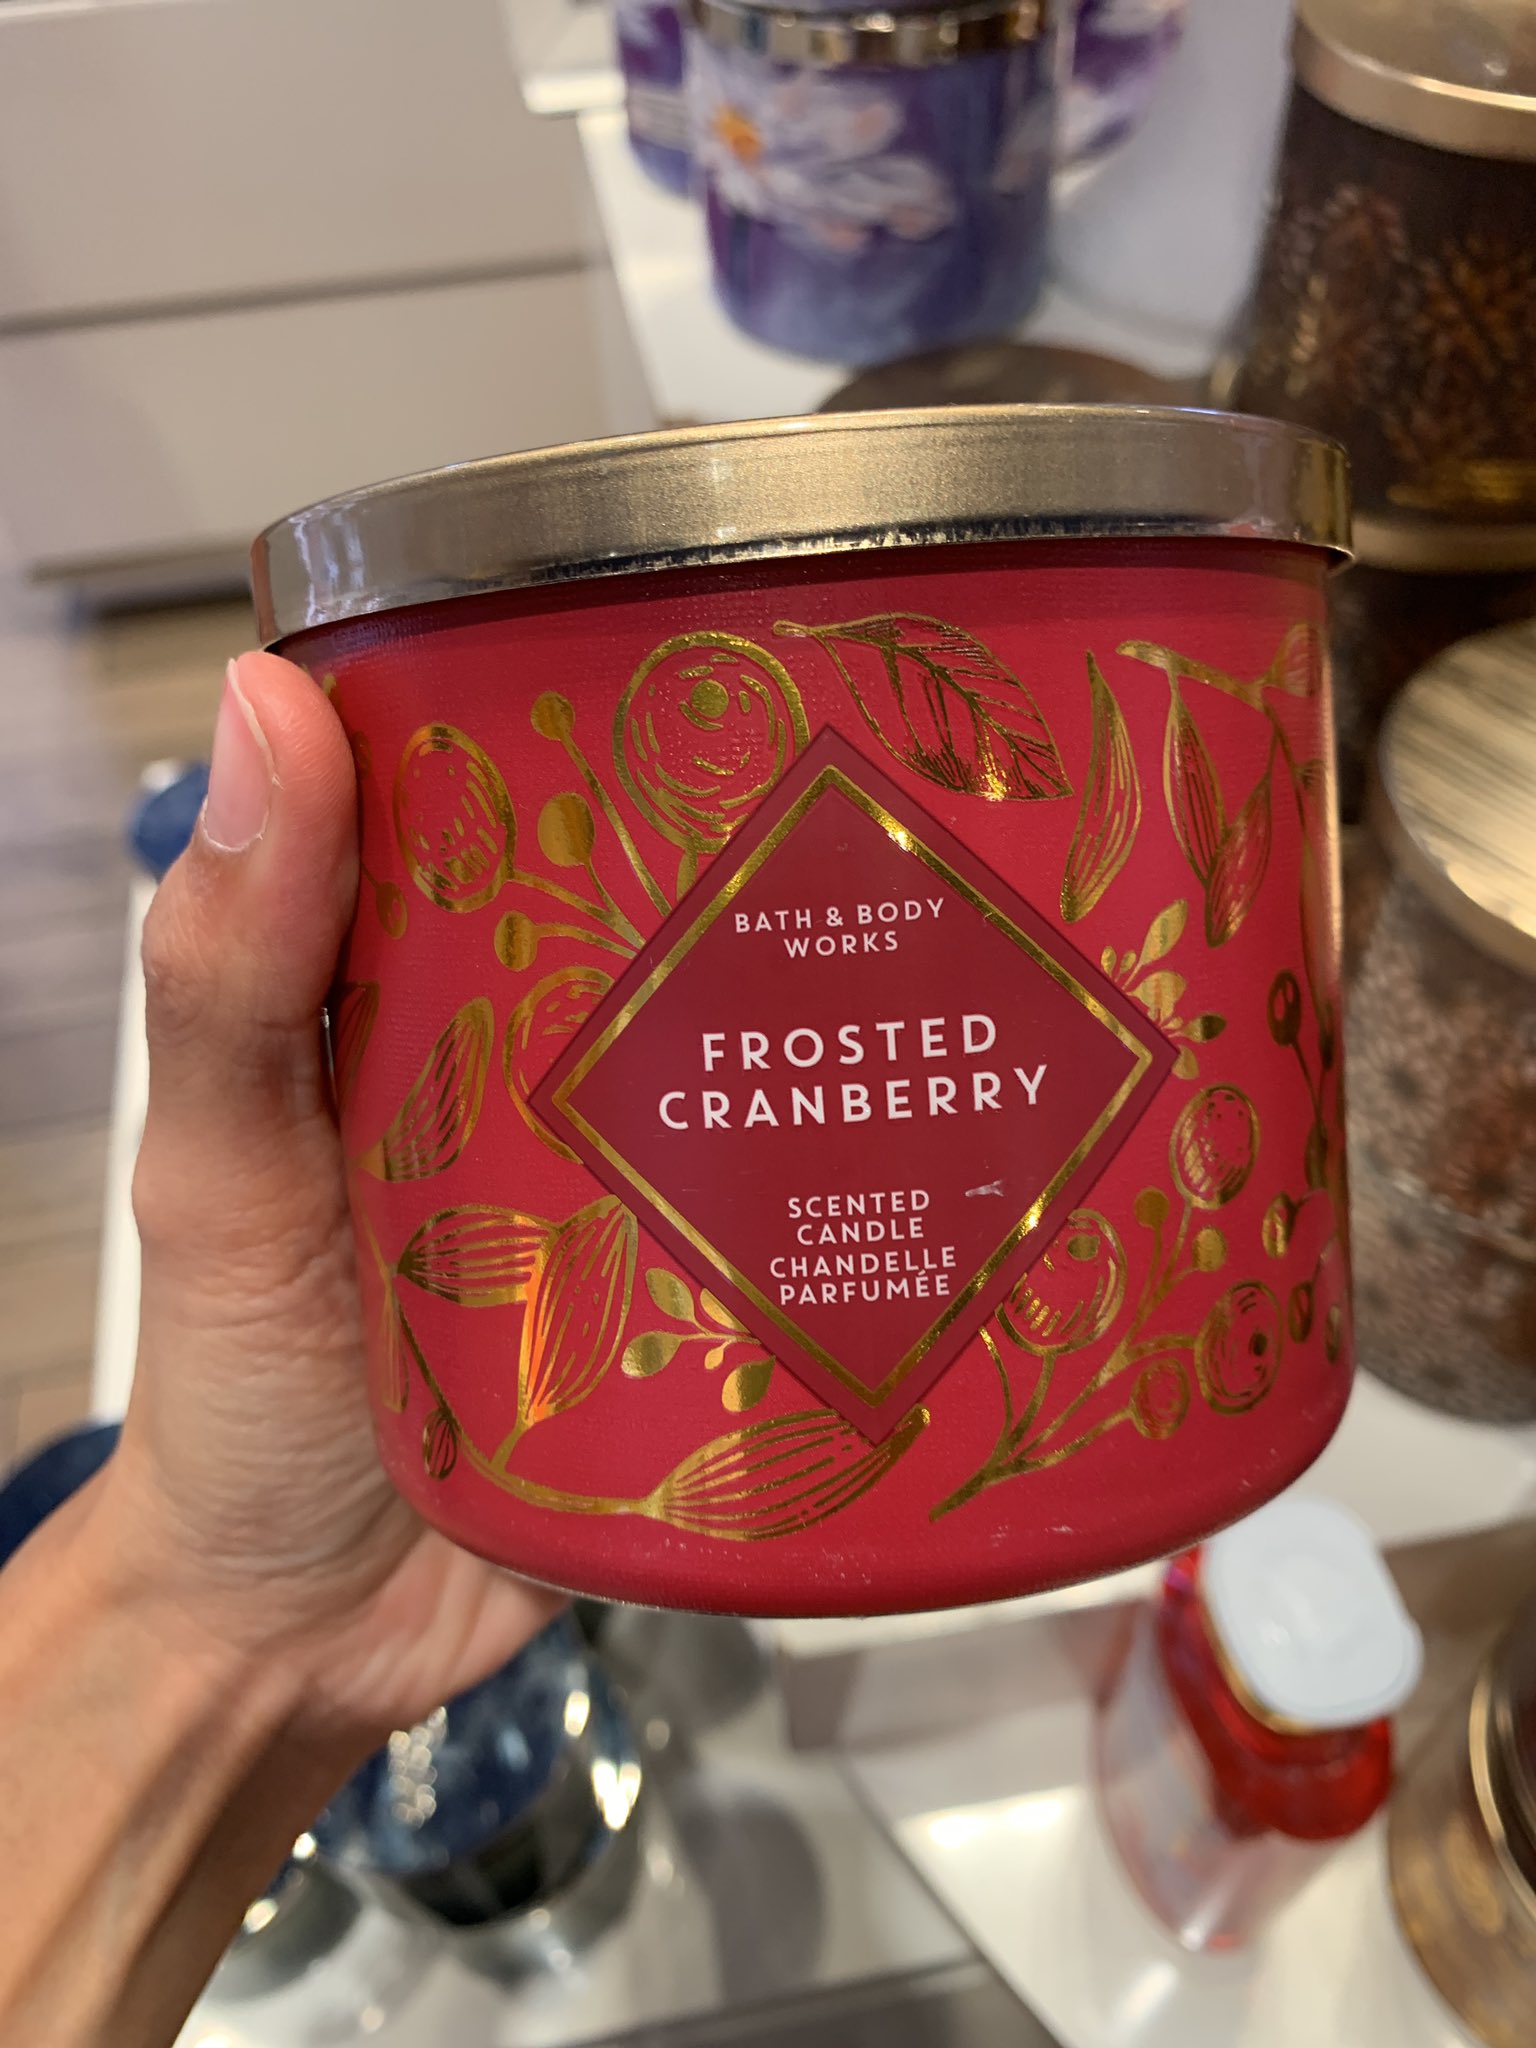 BATH & BODY
WORKS
FROSTED
CRANBERRY
SCENTED
CANDLE
CHANDELLE
PARFUMÉE